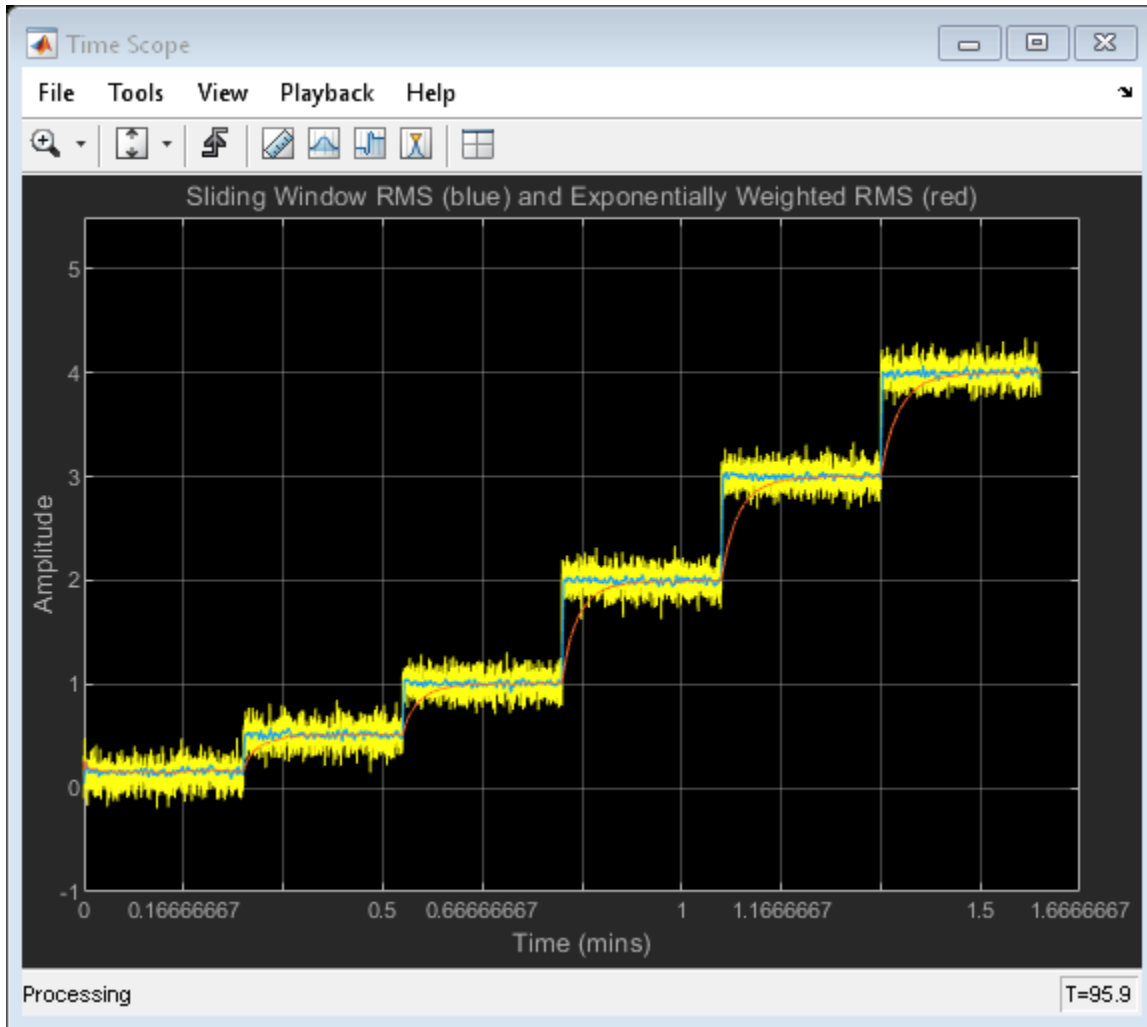 Time Scope
File Tools View Playback Help
Sliding Window RMS (blue) and Exponentially Weighted RMS (red)
5
4
3
2
1
0
-1
Amplitude
0 0.16666667 0.5 0.66666667 1 1.1666667 1.5 1.6666667
Time (mins)
Processing T=95.9